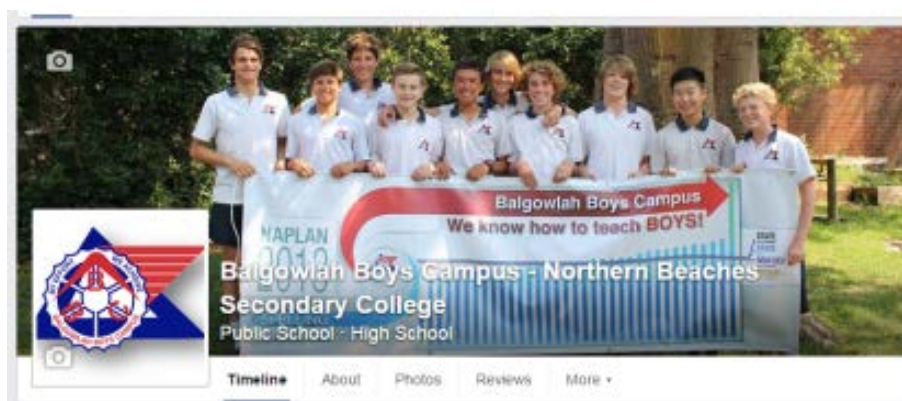 Balgowlah Boys Campus
We know how to teach BOYS!
NAPLAN
2013
Balgowlah Boys Campus - Northern Beaches
Secondary College
Public School - High School
Timeline
About
Photos
Reviews
More